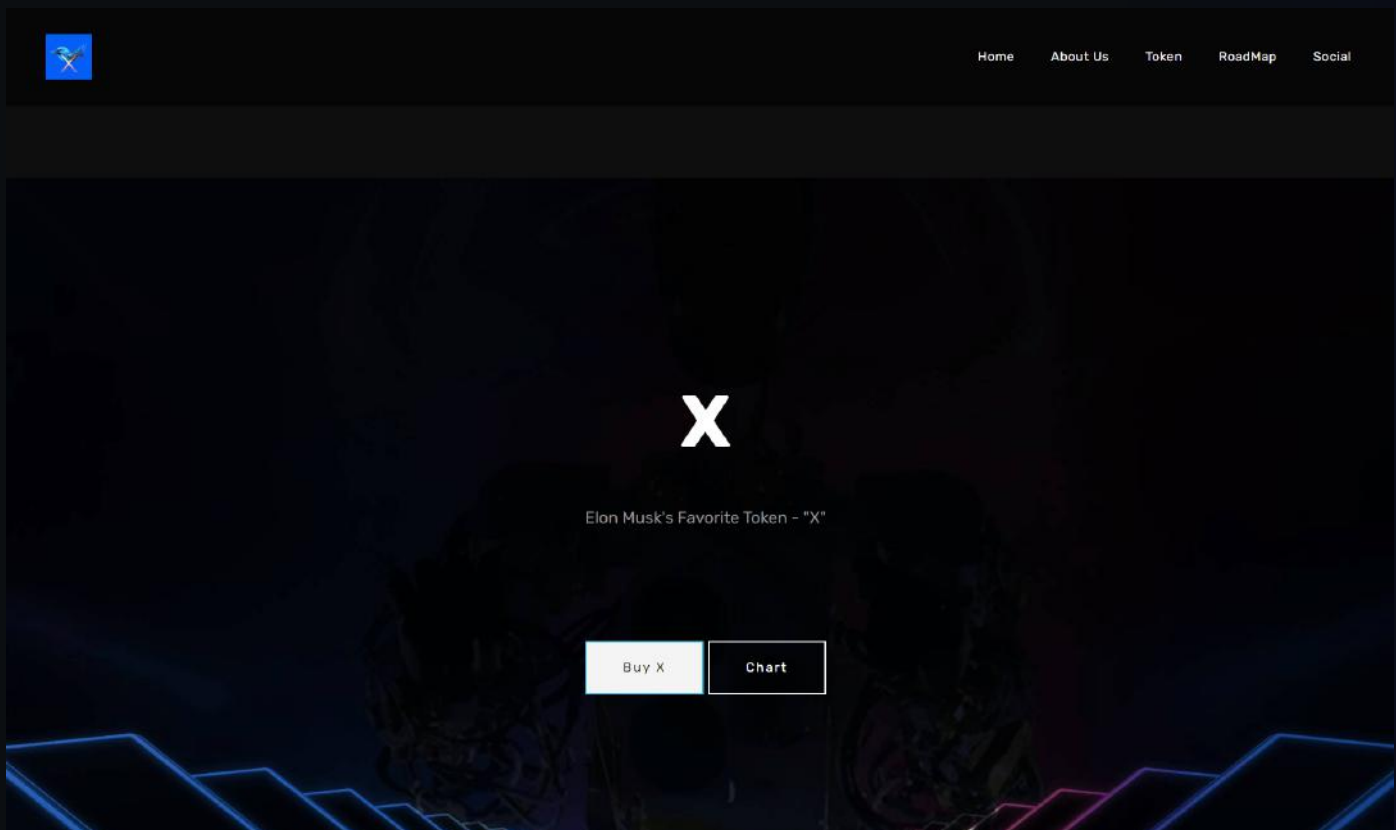 Home About Us Token RoadMap Social
X
Elon Musk's Favorite Token - "X"
Buy X Chart